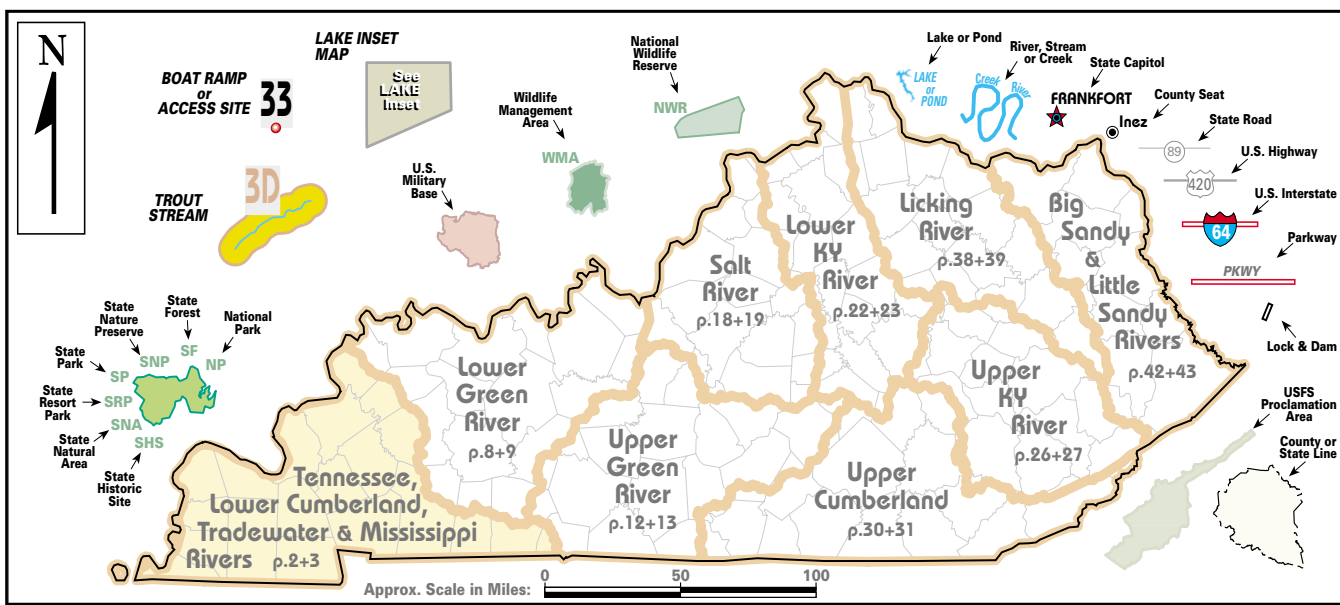 N
LAKE INSET
MAP
BOAT RAMP
or
ACCESS SITE
33
See
LAKE
Inset
National
Wildlife
Reserve
NWR
Lake or Pond
LAKE
or
POND
River, Stream
or Creek
Creek
River
State Capitol
FRANKFORT
County Seat
Inez
State Road
89
U.S. Highway
420
U.S. Interstate
64
Parkway
PKWY
Lock & Dam
USFS
Proclamation
Area
County or
State Line
Wildlife
Management
Area
WMA
TROUT
STREAM
3D
U.S.
Military
Base
State
Forest
SF
State
Nature
Preserve
SNP
National
Park
NP
State
Park
SP
State
Resort
Park
SRP
State
Natural
Area
SNA
State
Historic
Site
SHS
Licking
River
p.38+39
Big
Sandy
&
Little
Sandy
Rivers
p.42+43
Lower
KY
River
p.22+23
Salt
River
p.18+19
Lower
Green
River
p.8+9
Upper
KY
River
p.26+27
Upper
Green
River
p.12+13
Upper
Cumberland
p.30+31
Tennessee,
Lower Cumberland,
Tradewater & Mississippi
Rivers p.2+3
Approx. Scale in Miles:
0 50 100